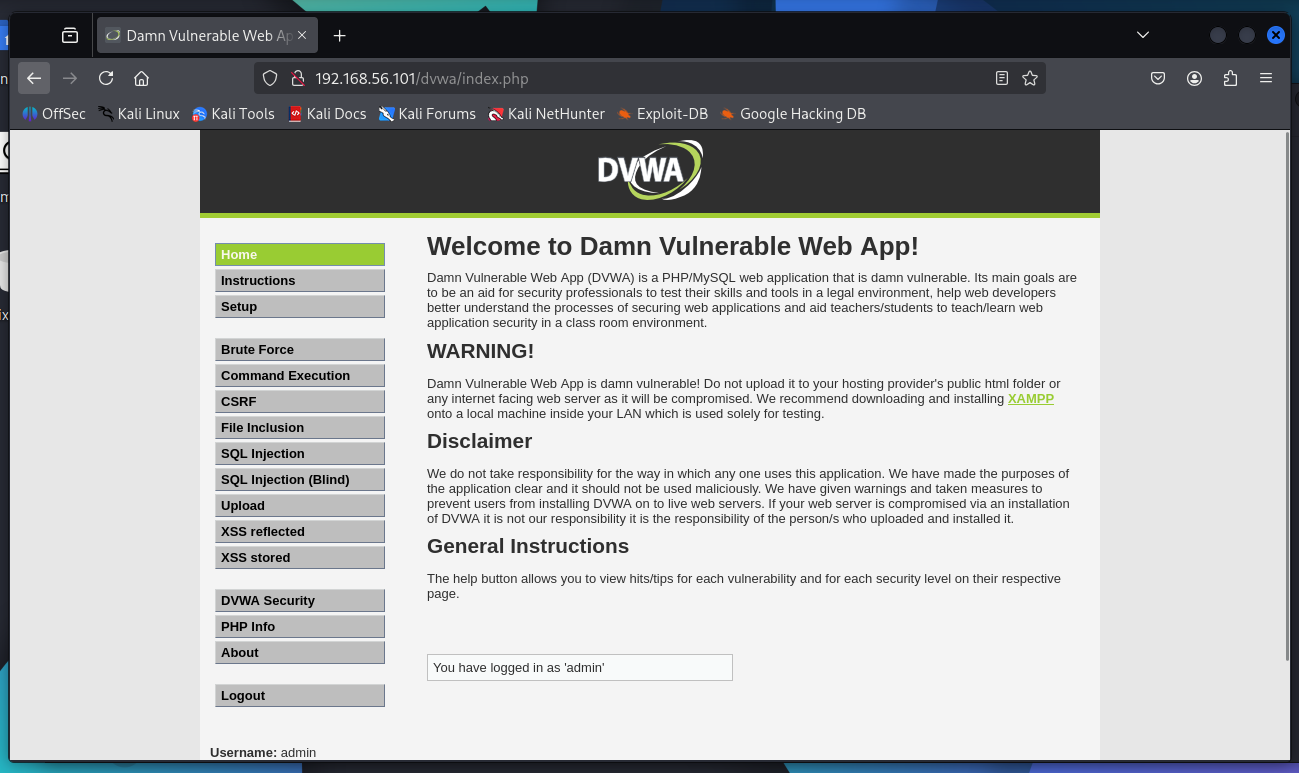 Damn Vulnerable Web Ap
192.168.56.101/dvwa/index.php
OffSec Kali Linux Kali Tools Kali Docs Kali Forums Kali NetHunter Exploit-DB Google Hacking DB
DVWA
Home
Instructions
Setup
Brute Force
Command Execution
CSRF
File Inclusion
SQL Injection
SQL Injection (Blind)
Upload
XSS reflected
XSS stored
DVWA Security
PHP Info
About
Logout
Username: admin
Welcome to Damn Vulnerable Web App!
Damn Vulnerable Web App (DVWA) is a PHP/MySQL web application that is damn vulnerable. Its main goals are
to be an aid for security professionals to test their skills and tools in a legal environment, help web developers
better understand the processes of securing web applications and aid teachers/students to teach/learn web
application security in a class room environment.
WARNING!
Damn Vulnerable Web App is damn vulnerable! Do not upload it to your hosting provider's public html folder or
any internet facing web server as it will be compromised. We recommend downloading and installing XAMPP
onto a local machine inside your LAN which is used solely for testing.
Disclaimer
We do not take responsibility for the way in which any one uses this application. We have made the purposes of
the application clear and it should not be used maliciously. We have given warnings and taken measures to
prevent users from installing DVWA on to live web servers. If your web server is compromised via an installation
of DVWA it is not our responsibility it is the responsibility of the person/s who uploaded and installed it.
General Instructions
The help button allows you to view hits/tips for each vulnerability and for each security level on their respective
page.
You have logged in as 'admin'